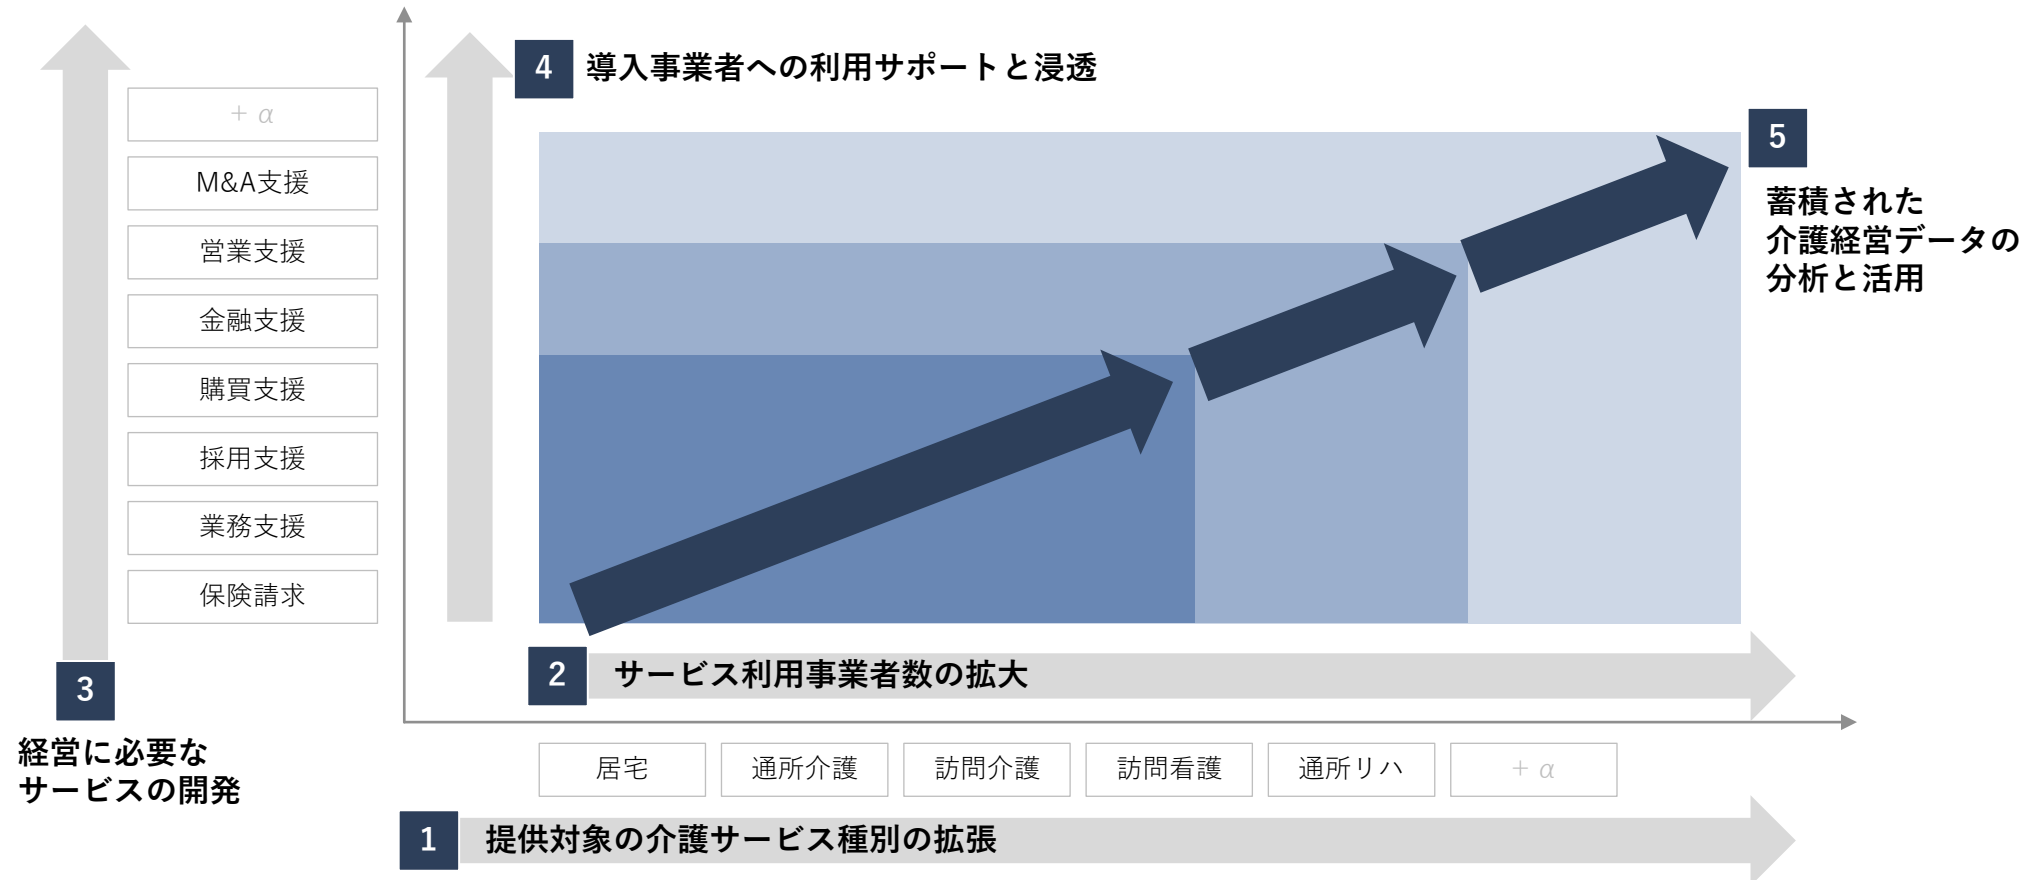 4
導入事業者への利用サポートと浸透
5
蓄積された
介護経営データの
分析と活用
+ α
M&A支援
営業支援
金融支援
購買支援
採用支援
業務支援
保険請求
3
経営に必要な
サービスの開発
2
サービス利用事業者数の拡大
居宅
通所介護
訪問介護
訪問看護
通所リハ
+ α
1
提供対象の介護サービス種別の拡張